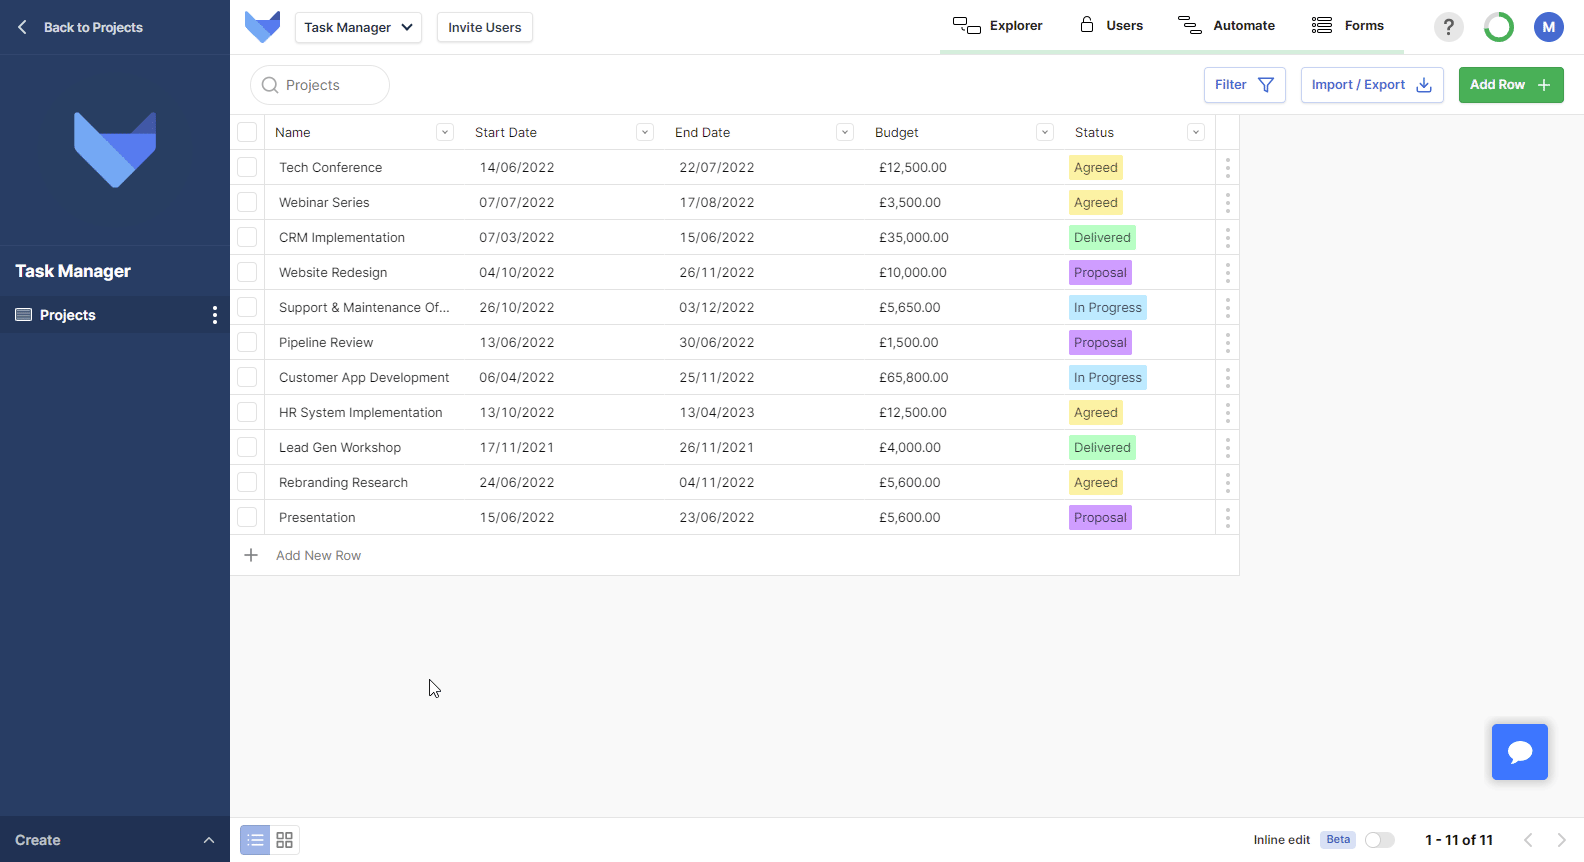 Back to Projects
Task Manager
Invite Users
Explorer
Users
Automate
Forms
?
M
Projects
Filter
Import / Export
Add Row
Task Manager
Projects
Name Start Date End Date Budget Status
Tech Conference 14/06/2022 22/07/2022 £12,500.00 Agreed
Webinar Series 07/07/2022 17/08/2022 £3,500.00 Agreed
CRM Implementation 07/03/2022 15/06/2022 £35,000.00 Delivered
Website Redesign 04/10/2022 26/11/2022 £10,000.00 Proposal
Support & Maintenance Of... 26/10/2022 03/12/2022 £5,650.00 In Progress
Pipeline Review 13/06/2022 30/06/2022 £1,500.00 Proposal
Customer App Development 06/04/2022 25/11/2022 £65,800.00 In Progress
HR System Implementation 13/10/2022 13/04/2023 £12,500.00 Agreed
Lead Gen Workshop 17/11/2021 26/11/2021 £4,000.00 Delivered
Rebranding Research 24/06/2022 04/11/2022 £5,600.00 Agreed
Presentation 15/06/2022 23/06/2022 £5,600.00 Proposal
Add New Row
Create
Inline edit Beta
1 - 11 of 11